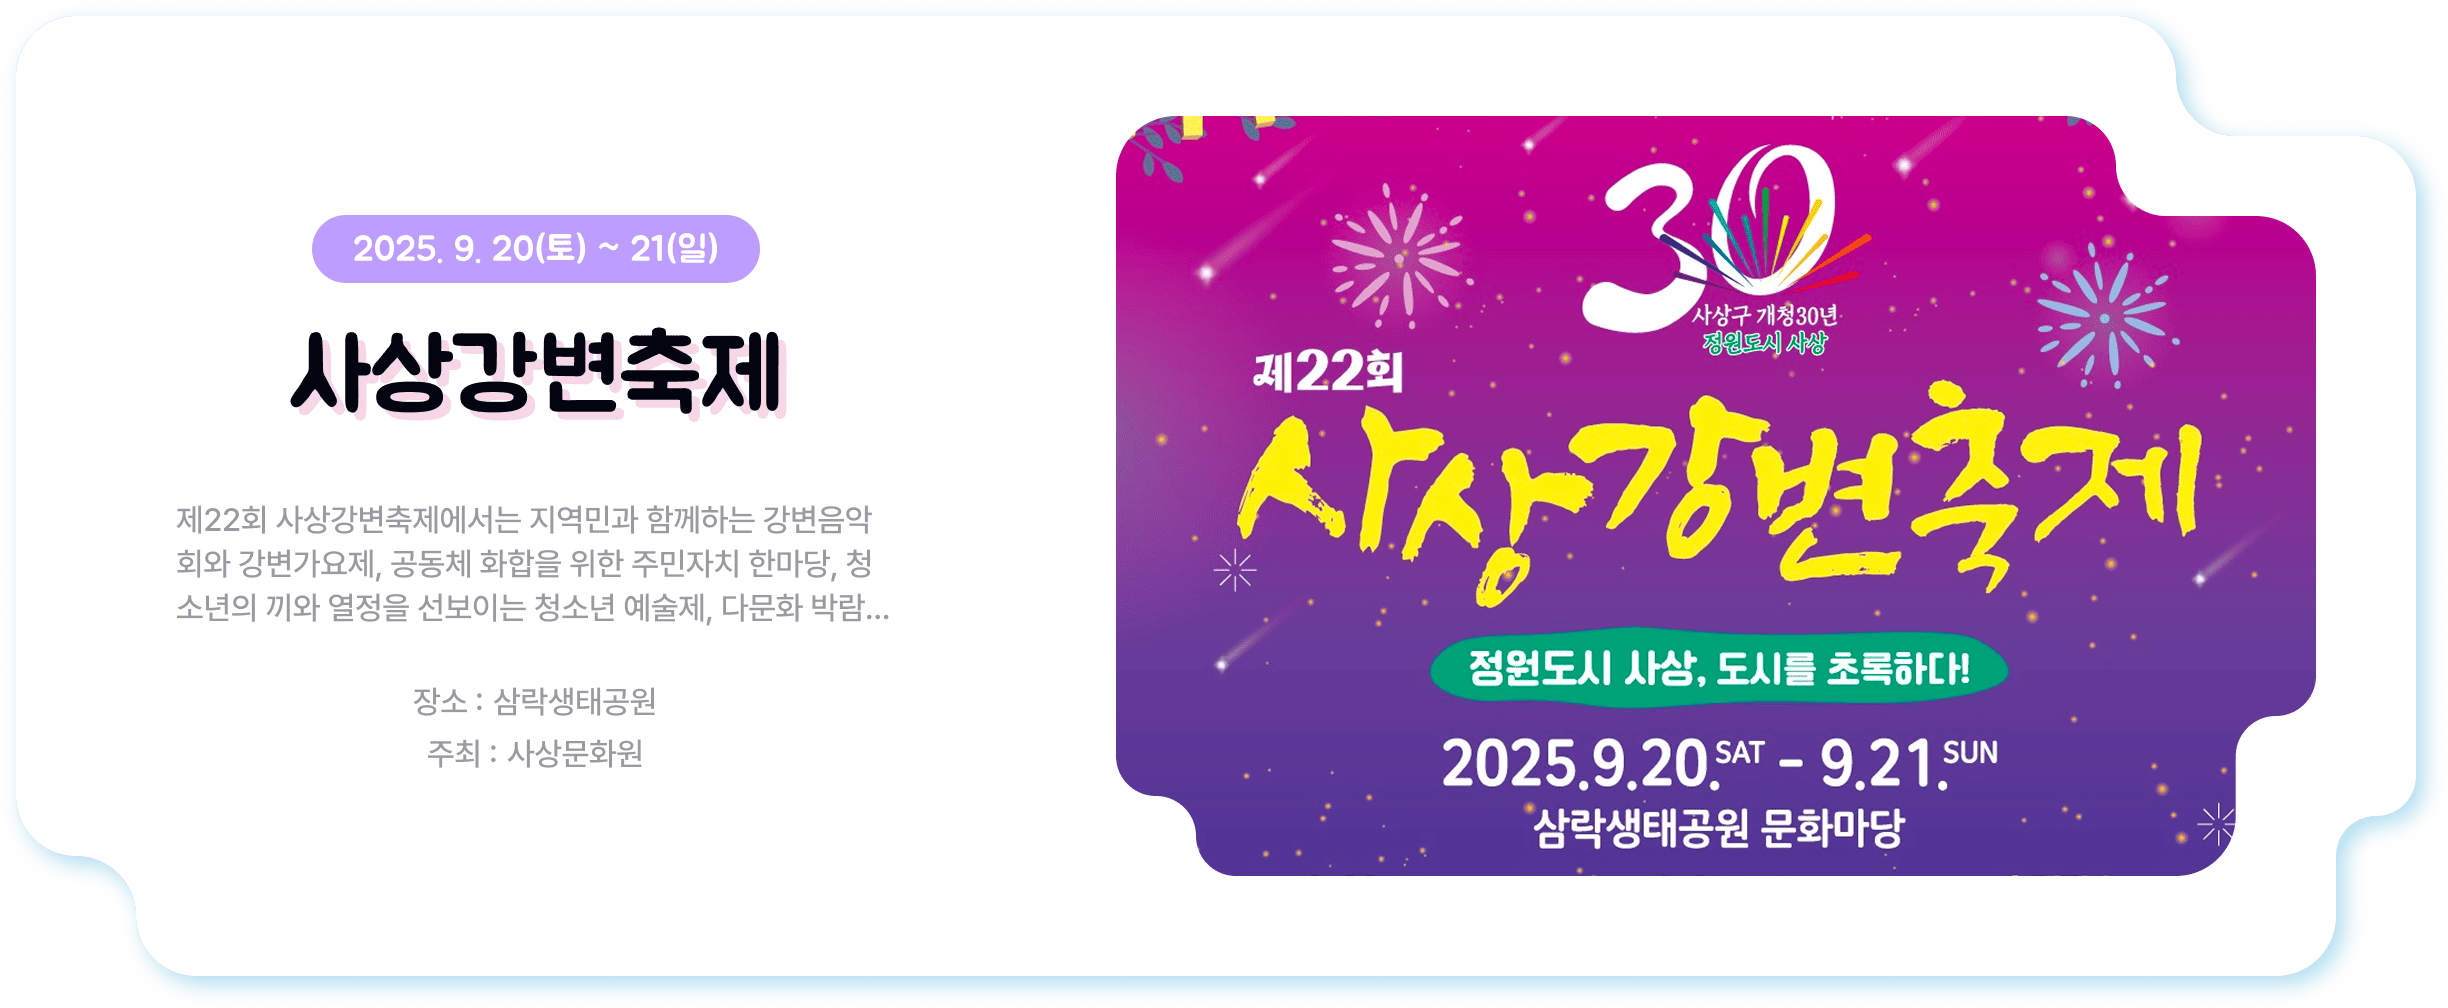 2025. 9. 20(토) ~ 21(일)
사상강변축제
제22회 사상강변축제에서는 지역민과 함께하는 강변음악
회와 강변가요제, 공동체 화합을 위한 주민자치 한마당, 청
소년의 끼와 열정을 선보이는 청소년 예술제, 다문화 박람...
장소 : 삼락생태공원
주최 : 사상문화원
30
사상구 개청30년
정원도시 사상
제22회
사상강변축제
정원도시 사상, 도시를 초록하다!
2025.9.20.SAT - 9.21.SUN
삼락생태공원 문화마당